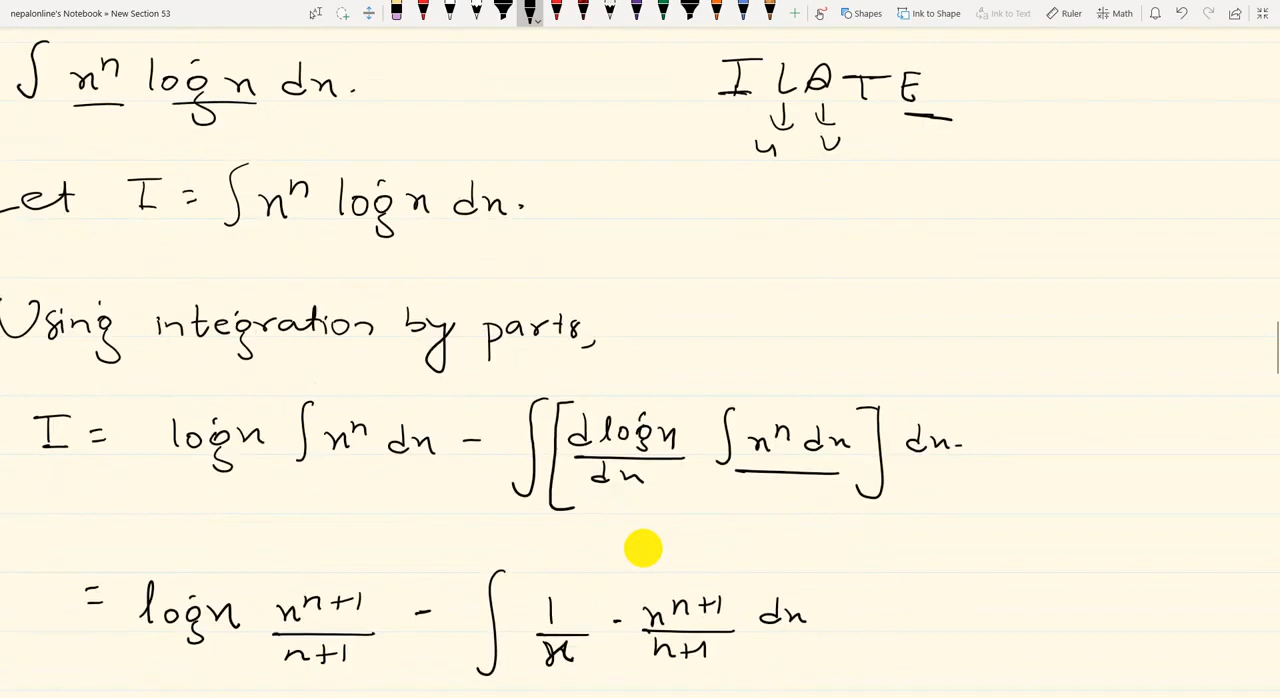 nepalonline's Notebook » New Section 53
Shapes Ink to Shape Ink to Text Ruler Math
∫ xⁿ log x dx.
I L A T E
↓ ↓
u v
Let I = ∫ xⁿ log x dx.
Using integration by parts,
I = log x ∫ xⁿ dx - ∫ [ d log x / dx ∫ xⁿ dx ] dx.
= log x xⁿ⁺¹ / n+1 - ∫ 1 / x · xⁿ⁺¹ / n+1 dx